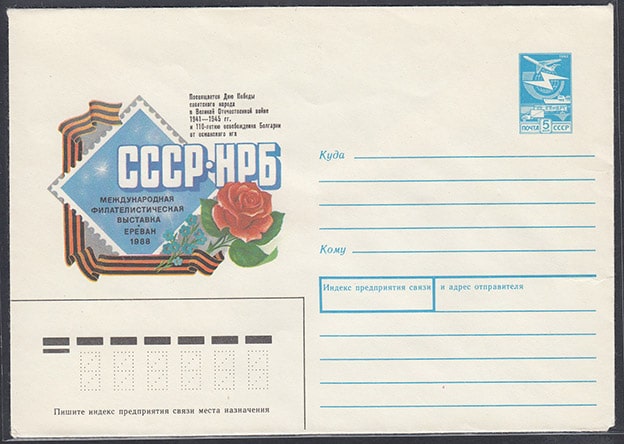 Посвящается Дню Победы
советского народа
в Великой Отечественной войне
1941—1945 гг.
и 110-летию освобождения Болгарии
от османского ига
СССР·НРБ
МЕЖДУНАРОДНАЯ
ФИЛАТЕЛИСТИЧЕСКАЯ
ВЫСТАВКА
•
ЕРЕВАН
1988
ПОЧТА 5 СССР
Куда
Кому
Индекс предприятия связи и адрес отправителя
Пишите индекс предприятия связи места назначения